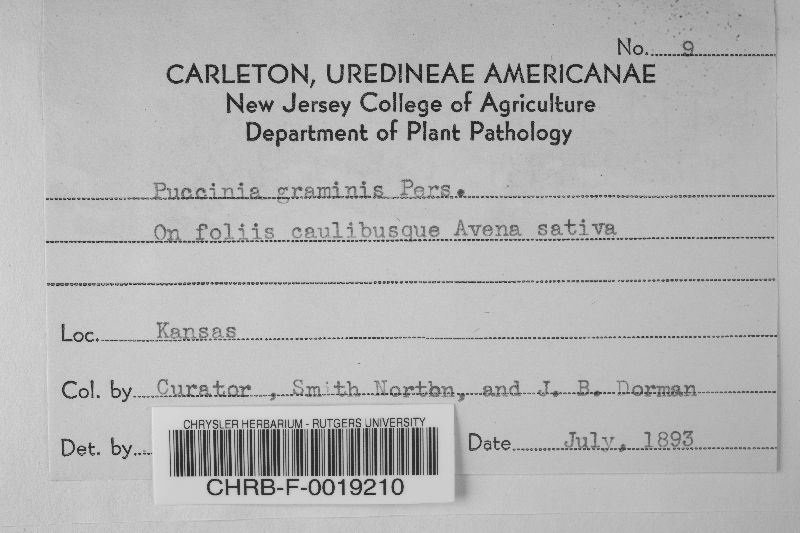 No. 9
CARLETON, UREDINEAE AMERICANAE
New Jersey College of Agriculture
Department of Plant Pathology
Puccinia graminis Pers.
On foliis caulibusque Avena sativa
Loc. Kansas
Col. by Curator , Smith Norton, and J. B. Dorman
Det. by
Date July, 1893
CHRYSLER HERBARIUM - RUTGERS UNIVERSITY
CHRB-F-0019210